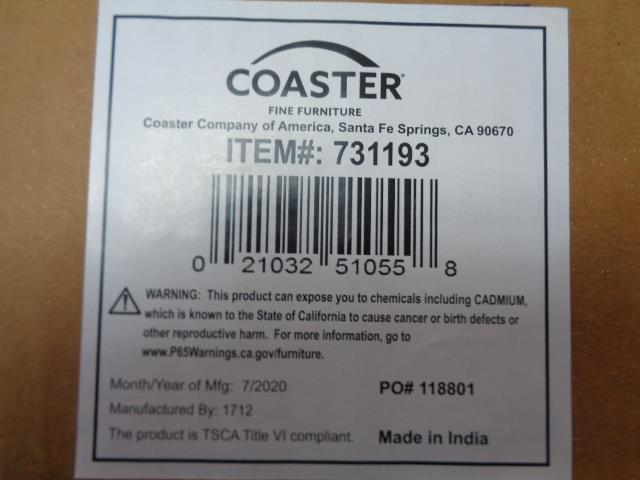 COASTER®
FINE FURNITURE
Coaster Company of America, Santa Fe Springs, CA 90670
ITEM#: 731193
0 21032 51055 8
WARNING: This product can expose you to chemicals including CADMIUM,
which is known to the State of California to cause cancer or birth defects or
other reproductive harm. For more information, go to
www.P65Warnings.ca.gov/furniture.
Month/Year of Mfg: 7/2020 PO# 118801
Manufactured By: 1712
The product is TSCA Title VI compliant. Made in India